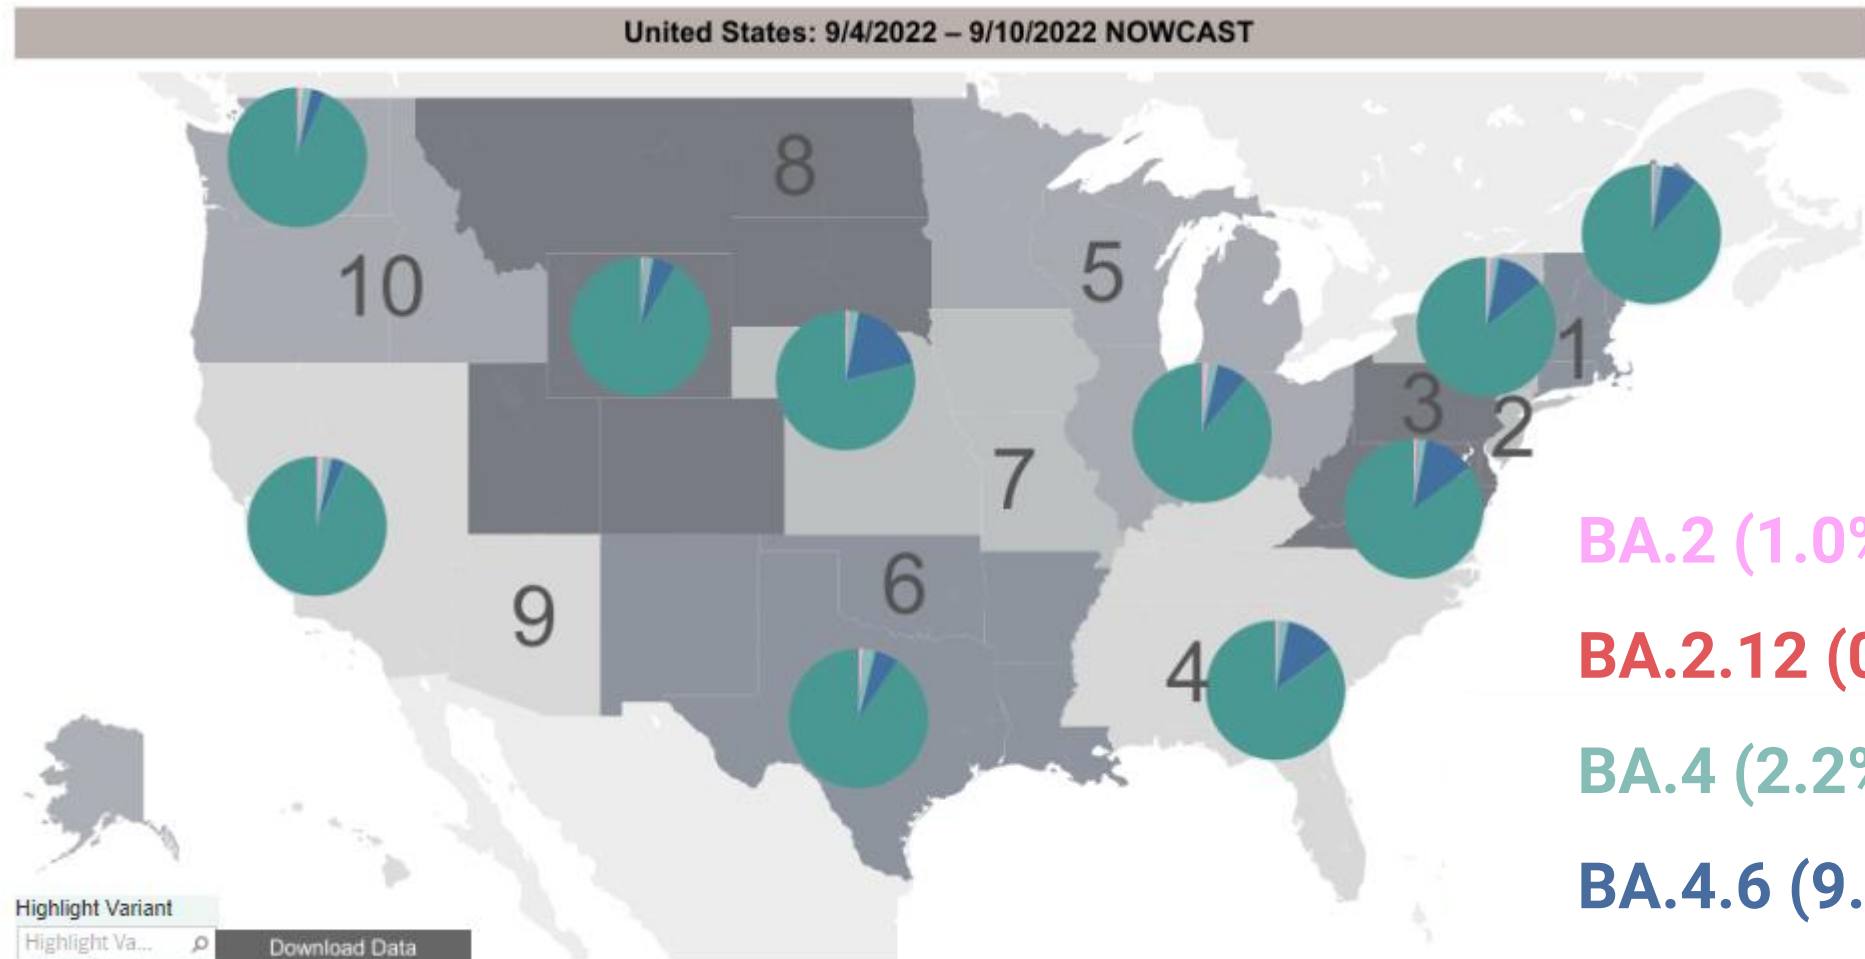 United States: 9/4/2022 – 9/10/2022 NOWCAST
8
10
5
1
3
2
7
6
9
4
BA.2 (1.0%
BA.2.12 (0
BA.4 (2.2%
BA.4.6 (9.
Highlight Variant
Highlight Va...
Download Data